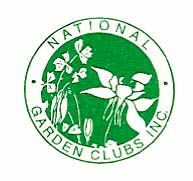 · NATIONAL ·
GARDEN CLUBS INC.